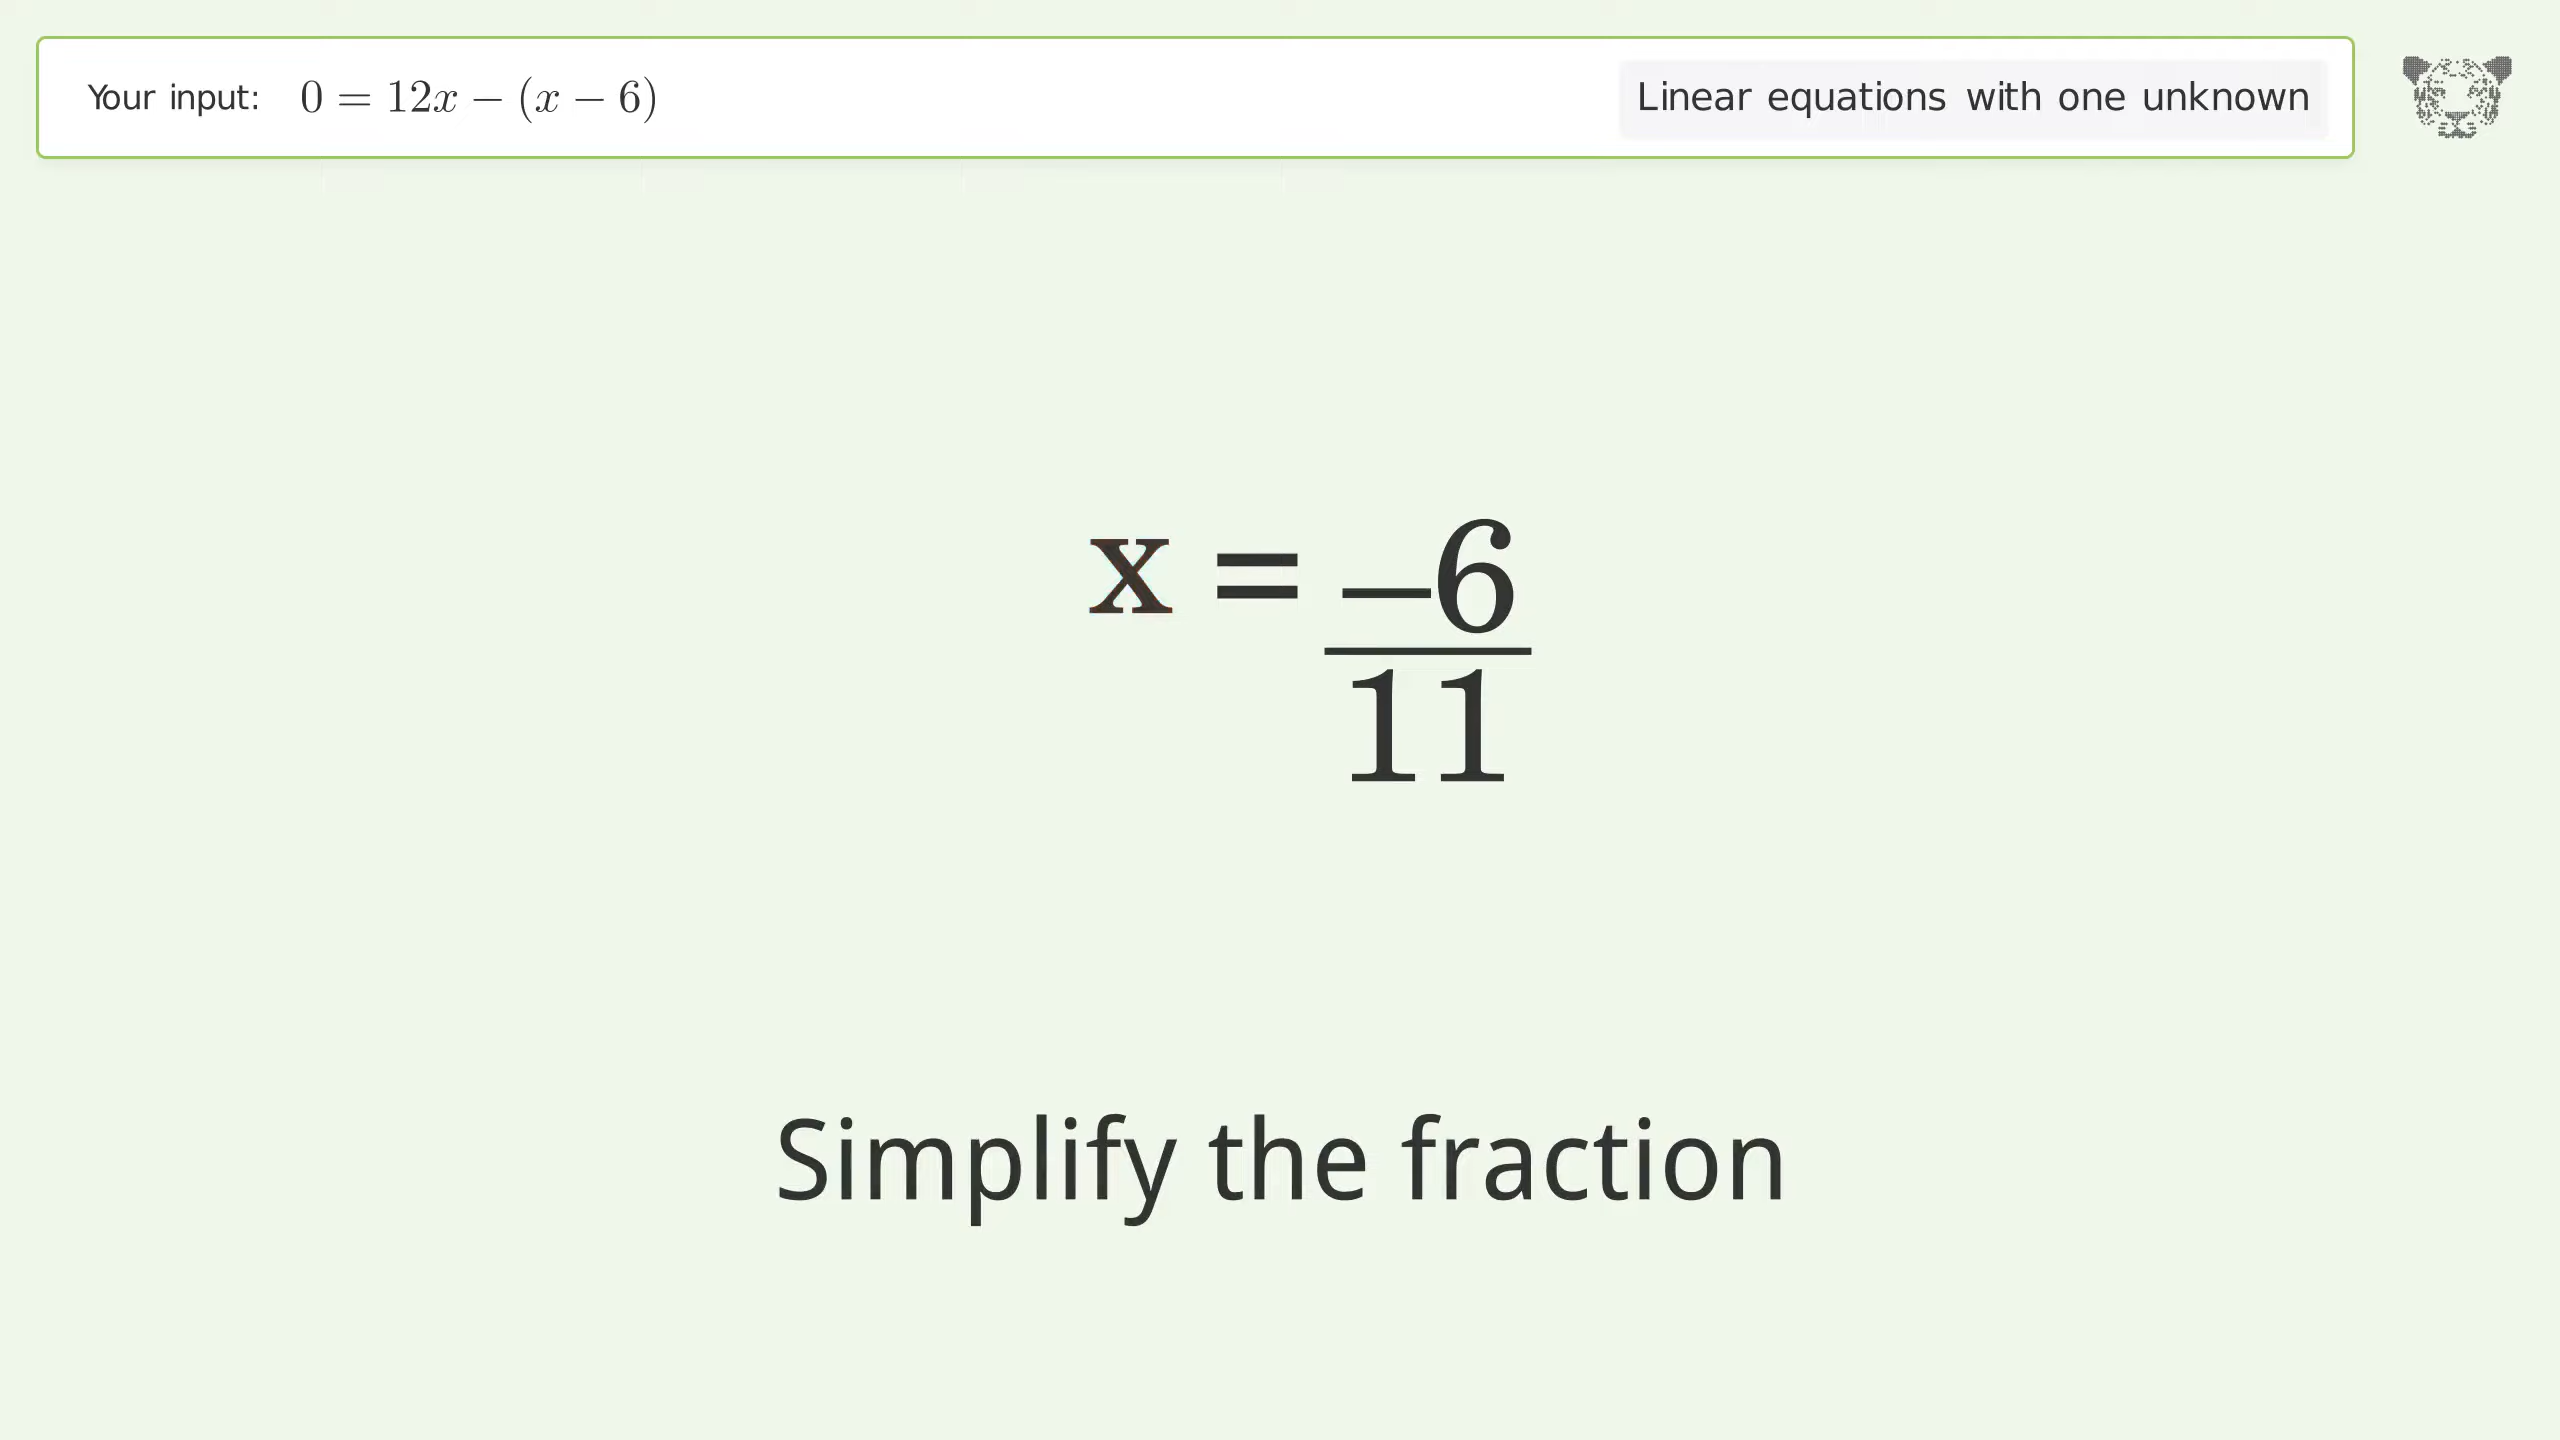 Your input: 0 = 12x − (x − 6)
Linear equations with one unknown
x = −6/11
Simplify the fraction